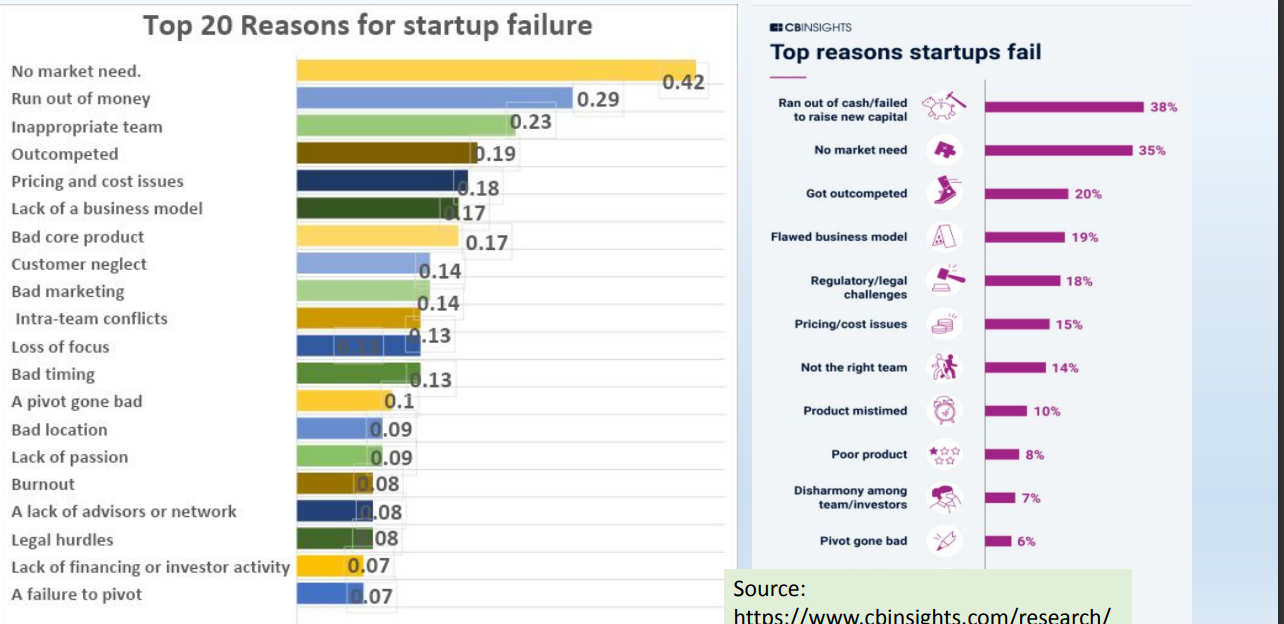 Top 20 Reasons for startup failure
No market need. 0.42
Run out of money 0.29
Inappropriate team 0.23
Outcompeted 0.19
Pricing and cost issues 0.18
Lack of a business model 0.17
Bad core product 0.17
Customer neglect 0.14
Bad marketing 0.14
Intra-team conflicts 0.13
Loss of focus
Bad timing 0.13
A pivot gone bad 0.1
Bad location 0.09
Lack of passion 0.09
Burnout 0.08
A lack of advisors or network 0.08
Legal hurdles 08
Lack of financing or investor activity 0.07
A failure to pivot 0.07
CBINSIGHTS
Top reasons startups fail
Ran out of cash/failed
to raise new capital 38%
No market need 35%
Got outcompeted 20%
Flawed business model 19%
Regulatory/legal
challenges 18%
Pricing/cost issues 15%
Not the right team 14%
Product mistimed 10%
Poor product 8%
Disharmony among
team/investors 7%
Pivot gone bad 6%
Source:
https://www.cbinsights.com/research/